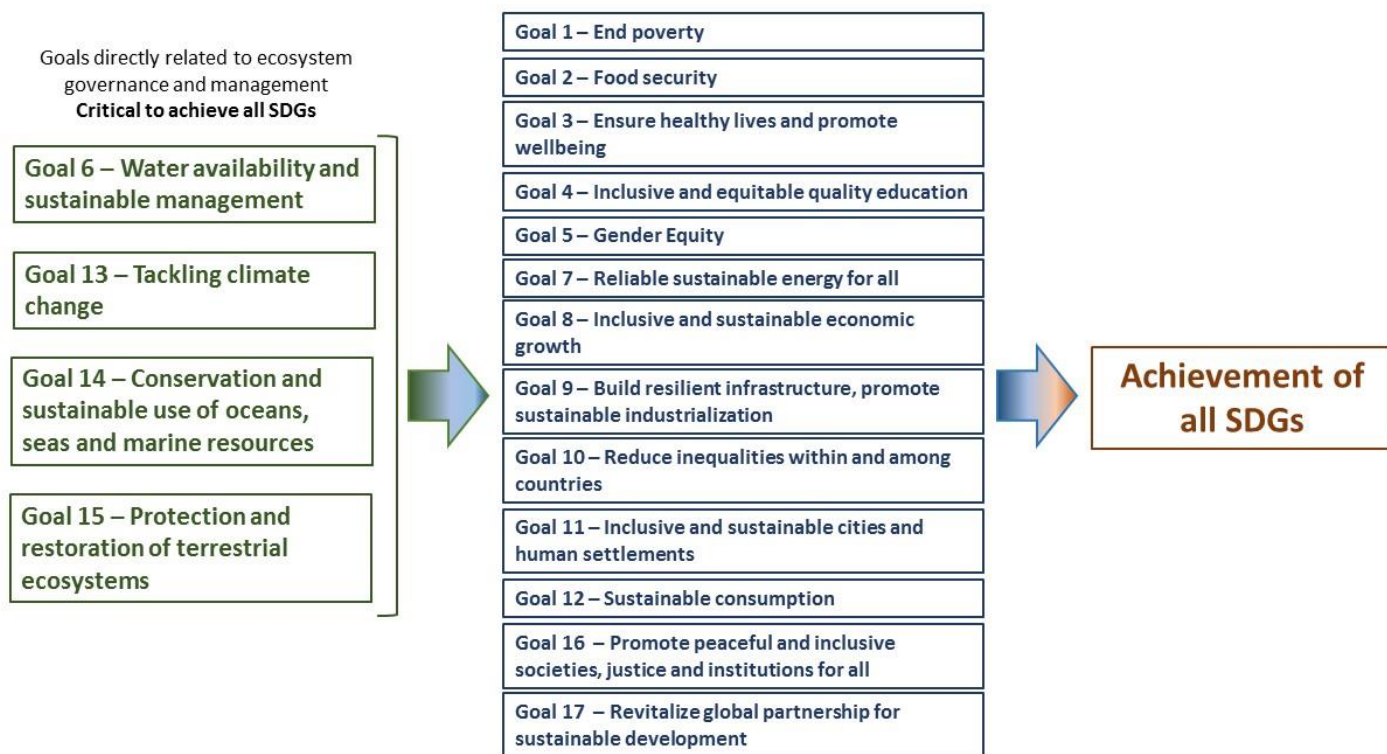 Goals directly related to ecosystem
governance and management
Critical to achieve all SDGs
Goal 6 – Water availability and
sustainable management
Goal 13 – Tackling climate
change
Goal 14 – Conservation and
sustainable use of oceans,
seas and marine resources
Goal 15 – Protection and
restoration of terrestrial
ecosystems
Goal 1 – End poverty
Goal 2 – Food security
Goal 3 – Ensure healthy lives and promote
wellbeing
Goal 4 – Inclusive and equitable quality education
Goal 5 – Gender Equity
Goal 7 – Reliable sustainable energy for all
Goal 8 – Inclusive and sustainable economic
growth
Goal 9 – Build resilient infrastructure, promote
sustainable industrialization
Goal 10 – Reduce inequalities within and among
countries
Goal 11 – Inclusive and sustainable cities and
human settlements
Goal 12 – Sustainable consumption
Goal 16 – Promote peaceful and inclusive
societies, justice and institutions for all
Goal 17 – Revitalize global partnership for
sustainable development
Achievement of
all SDGs